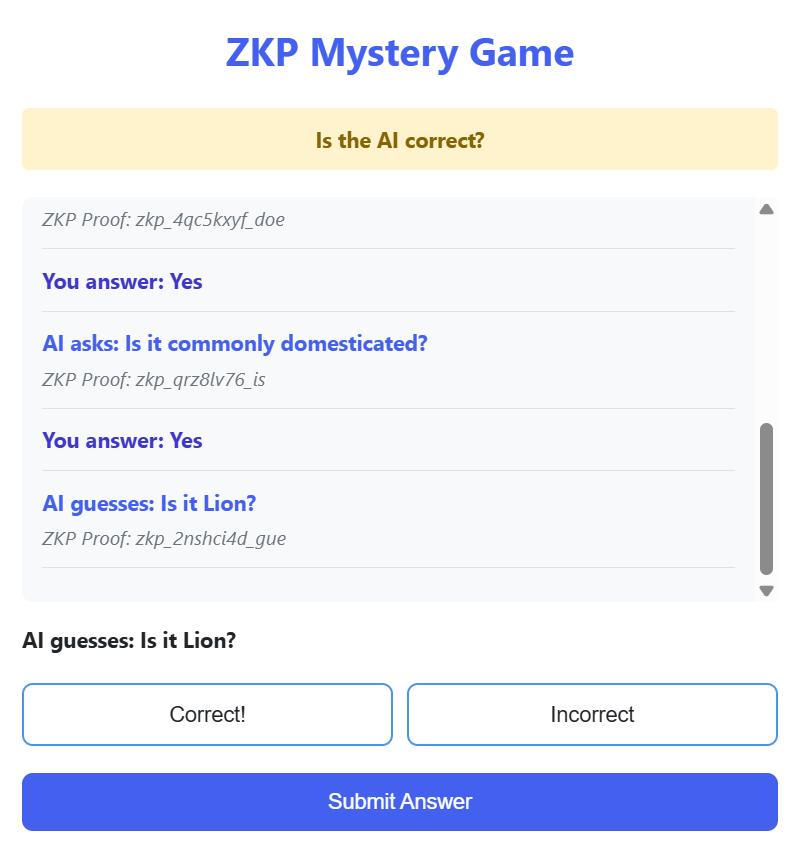 ZKP Mystery Game
Is the AI correct?
ZKP Proof: zkp_4qc5kxyf_doe
You answer: Yes
AI asks: Is it commonly domesticated?
ZKP Proof: zkp_qrz8lv76_is
You answer: Yes
AI guesses: Is it Lion?
ZKP Proof: zkp_2nshci4d_gue
AI guesses: Is it Lion?
Correct!
Incorrect
Submit Answer